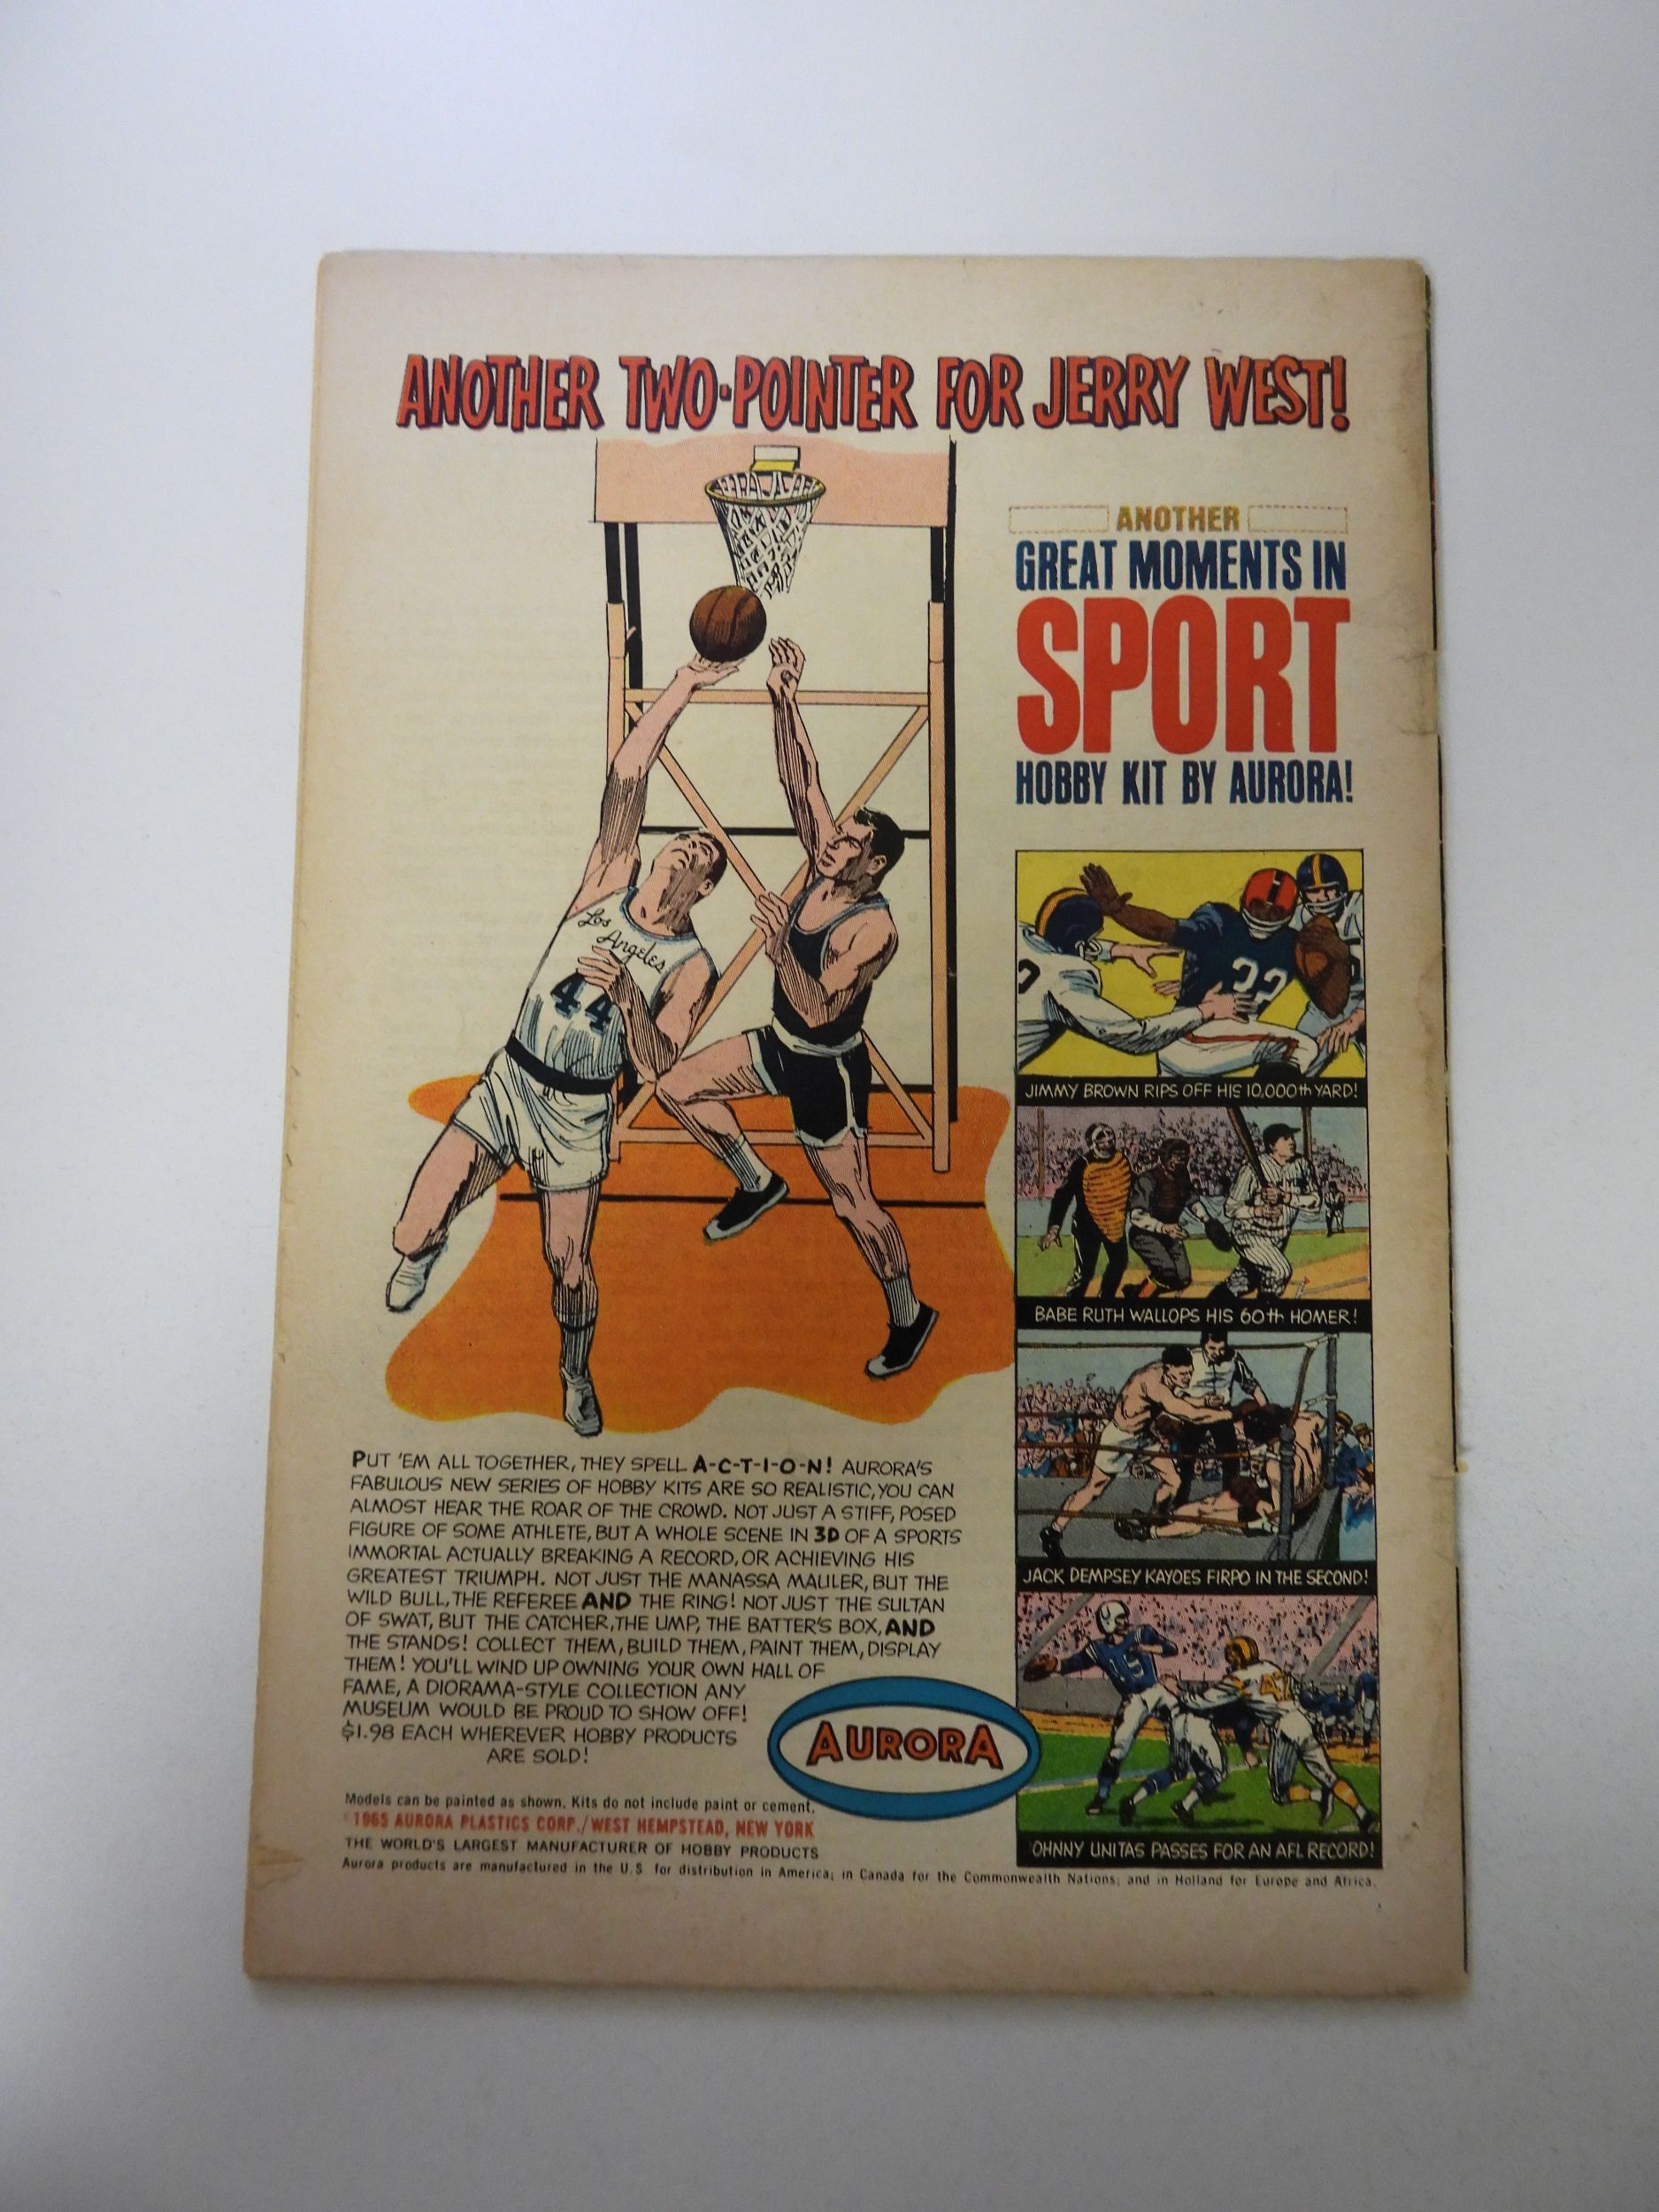 ANOTHER TWO-POINTER FOR JERRY WEST!
ANOTHER
GREAT MOMENTS IN
SPORT
HOBBY KIT BY AURORA!
Los
Angeles
44
32
JIMMY BROWN RIPS OFF HIS 10,000th YARD!
BABE RUTH WALLOPS HIS 60th HOMER!
JACK DEMPSEY KAYOES FIRPO IN THE SECOND!
OHNNY UNITAS PASSES FOR AN AFL RECORD!
PUT 'EM ALL TOGETHER, THEY SPELL A-C-T-I-O-N! AURORA'S
FABULOUS NEW SERIES OF HOBBY KITS ARE SO REALISTIC, YOU CAN
ALMOST HEAR THE ROAR OF THE CROWD. NOT JUST A STIFF, POSED
FIGURE OF SOME ATHLETE, BUT A WHOLE SCENE IN 3D OF A SPORTS
IMMORTAL ACTUALLY BREAKING A RECORD, OR ACHIEVING HIS
GREATEST TRIUMPH. NOT JUST THE MANASSA MAULER, BUT THE
WILD BULL, THE REFEREE AND THE RING! NOT JUST THE SULTAN
OF SWAT, BUT THE CATCHER, THE UMP, THE BATTER'S BOX, AND
THE STANDS! COLLECT THEM, BUILD THEM, PAINT THEM, DISPLAY
THEM! YOU'LL WIND UP OWNING YOUR OWN HALL OF
FAME, A DIORAMA-STYLE COLLECTION ANY
MUSEUM WOULD BE PROUD TO SHOW OFF!
$1.98 EACH WHEREVER HOBBY PRODUCTS
ARE SOLD!
AURORA
Models can be painted as shown. Kits do not include paint or cement.
©1965 AURORA PLASTICS CORP./WEST HEMPSTEAD, NEW YORK
THE WORLD'S LARGEST MANUFACTURER OF HOBBY PRODUCTS
Aurora products are manufactured in the U.S. for distribution in America; in Canada for the Commonwealth Nations; and in Holland for Europe and Africa.